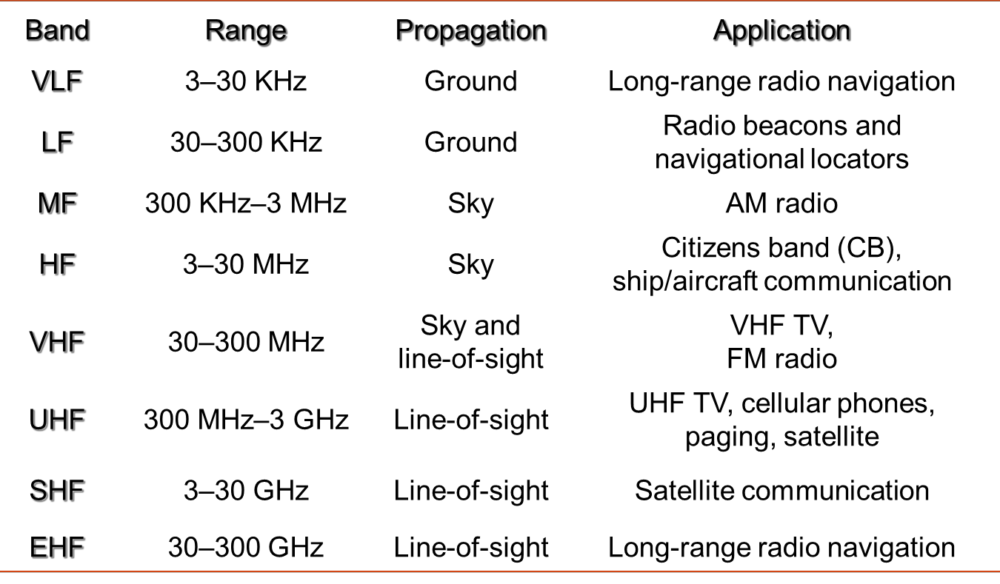 Band Range Propagation Application
VLF 3–30 KHz Ground Long-range radio navigation
LF 30–300 KHz Ground Radio beacons and
navigational locators
MF 300 KHz–3 MHz Sky AM radio
HF 3–30 MHz Sky Citizens band (CB),
ship/aircraft communication
VHF 30–300 MHz Sky and
line-of-sight VHF TV,
FM radio
UHF 300 MHz–3 GHz Line-of-sight UHF TV, cellular phones,
paging, satellite
SHF 3–30 GHz Line-of-sight Satellite communication
EHF 30–300 GHz Line-of-sight Long-range radio navigation